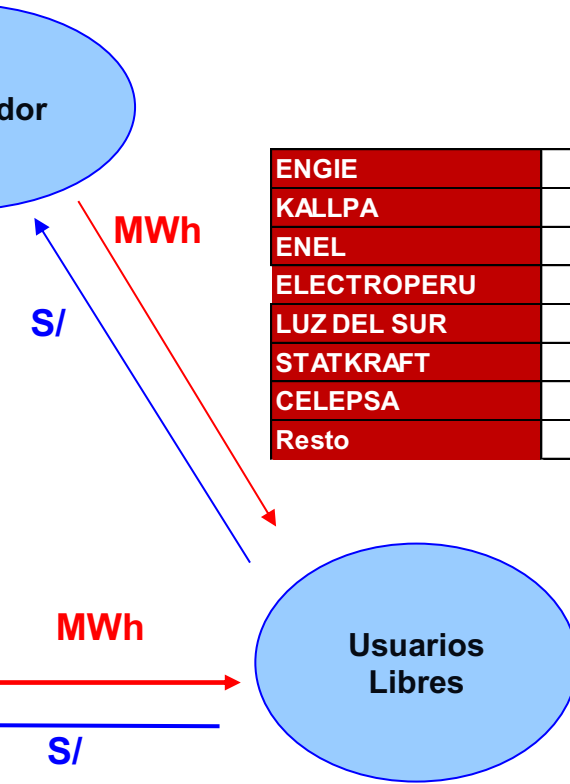 dor
MWh
S/
ENGIE
KALLPA
ENEL
ELECTROPERU
LUZ DEL SUR
STATKRAFT
CELEPSA
Resto
MWh
Usuarios
Libres
S/